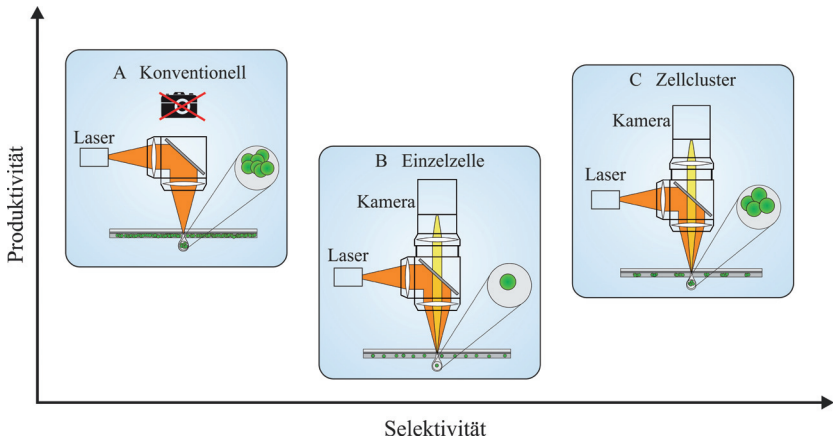 Produktivität
A Konventionell
Laser
B Einzelzelle
Kamera
Laser
C Zellcluster
Kamera
Laser
Selektivität